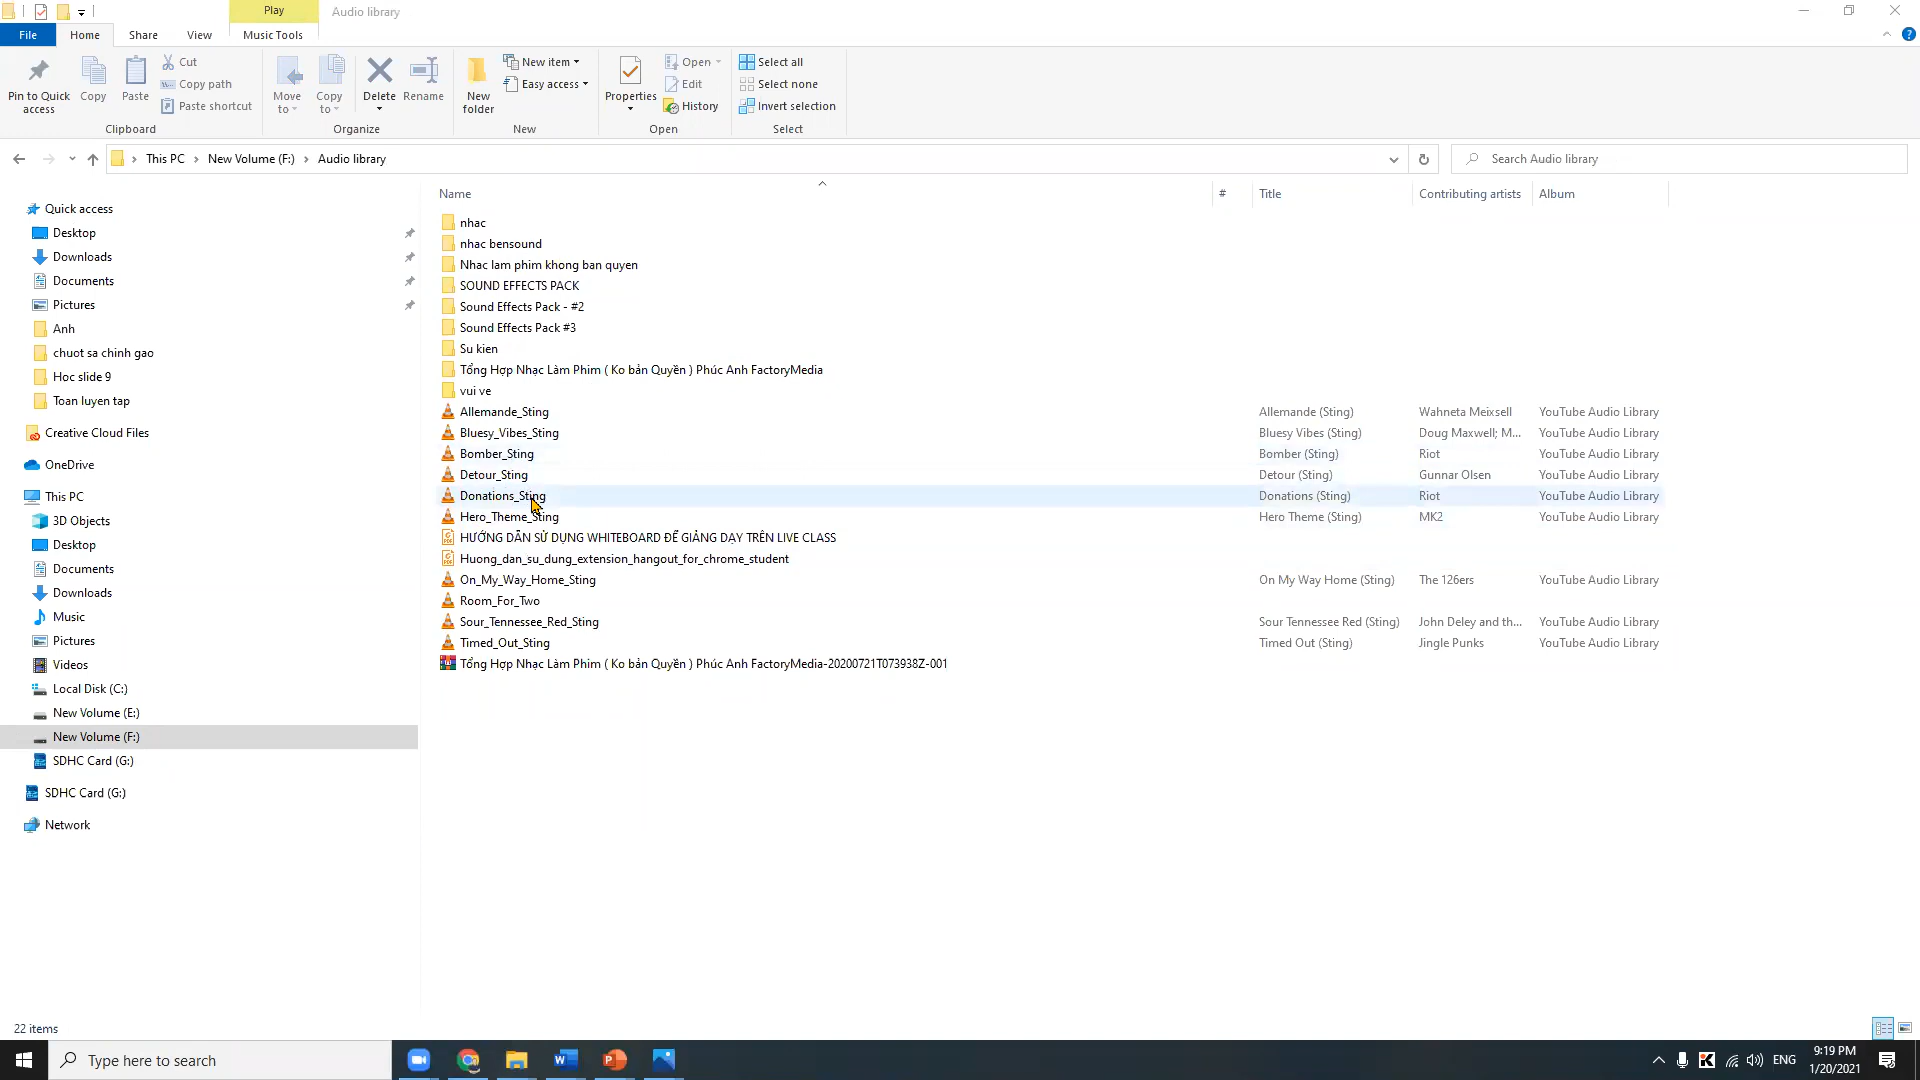 Play
Audio library
File
Home
Share
View
Music Tools
Pin to Quick access
Copy
Paste
Cut
Copy path
Paste shortcut
Clipboard
Move to
Copy to
Delete
Rename
Organize
New folder
New item
Easy access
New
Properties
Open
Edit
History
Open
Select all
Select none
Invert selection
Select
This PC > New Volume (F:) > Audio library
Search Audio library
Name
#
Title
Contributing artists
Album
Quick access
Desktop
Downloads
Documents
Pictures
Anh
chuot sa chinh gao
Hoc slide 9
Toan luyen tap
Creative Cloud Files
OneDrive
This PC
3D Objects
Desktop
Documents
Downloads
Music
Pictures
Videos
Local Disk (C:)
New Volume (E:)
New Volume (F:)
SDHC Card (G:)
SDHC Card (G:)
Network
nhac
nhac bensound
Nhac lam phim khong ban quyen
SOUND EFFECTS PACK
Sound Effects Pack - #2
Sound Effects Pack #3
Su kien
Tổng Hợp Nhạc Làm Phim ( Ko bản Quyền ) Phúc Anh FactoryMedia
vui ve
Allemande_Sting Allemande (Sting) Wahneta Meixsell YouTube Audio Library
Bluesy_Vibes_Sting Bluesy Vibes (Sting) Doug Maxwell; M... YouTube Audio Library
Bomber_Sting Bomber (Sting) Riot YouTube Audio Library
Detour_Sting Detour (Sting) Gunnar Olsen YouTube Audio Library
Donations_Sting Donations (Sting) Riot YouTube Audio Library
Hero_Theme_Sting Hero Theme (Sting) MK2 YouTube Audio Library
HƯỚNG DẪN SỬ DỤNG WHITEBOARD ĐỂ GIẢNG DẠY TRÊN LIVE CLASS
Huong_dan_su_dung_extension_hangout_for_chrome_student
On_My_Way_Home_Sting On My Way Home (Sting) The 126ers YouTube Audio Library
Room_For_Two
Sour_Tennessee_Red_Sting Sour Tennessee Red (Sting) John Deley and th... YouTube Audio Library
Timed_Out_Sting Timed Out (Sting) Jingle Punks YouTube Audio Library
Tổng Hợp Nhạc Làm Phim ( Ko bản Quyền ) Phúc Anh FactoryMedia-20200721T073938Z-001
22 items
Type here to search
ENG
9:19 PM
1/20/2021